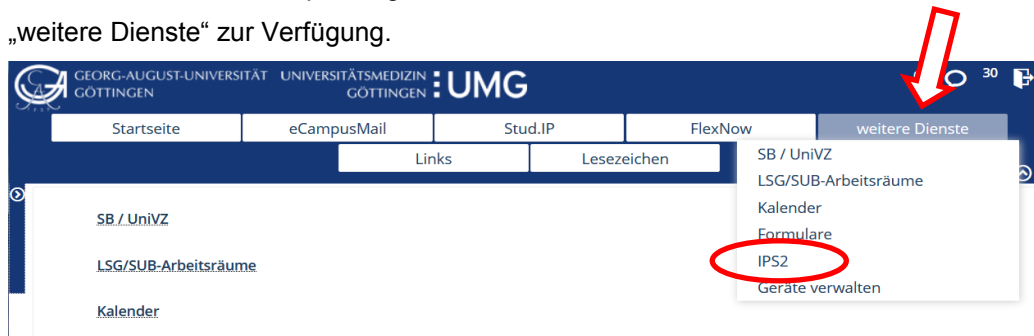 „weitere Dienste“ zur Verfügung.
GEORG-AUGUST-UNIVERSITÄT UNIVERSITÄTSMEDIZIN
GÖTTINGEN GÖTTINGEN UMG
30
Startseite eCampusMail Stud.IP FlexNow weitere Dienste
Links Lesezeichen
SB / UniVZ
LSG/SUB-Arbeitsräume
Kalender
Formulare
IPS2
Geräte verwalten
SB / UniVZ
LSG/SUB-Arbeitsräume
Kalender